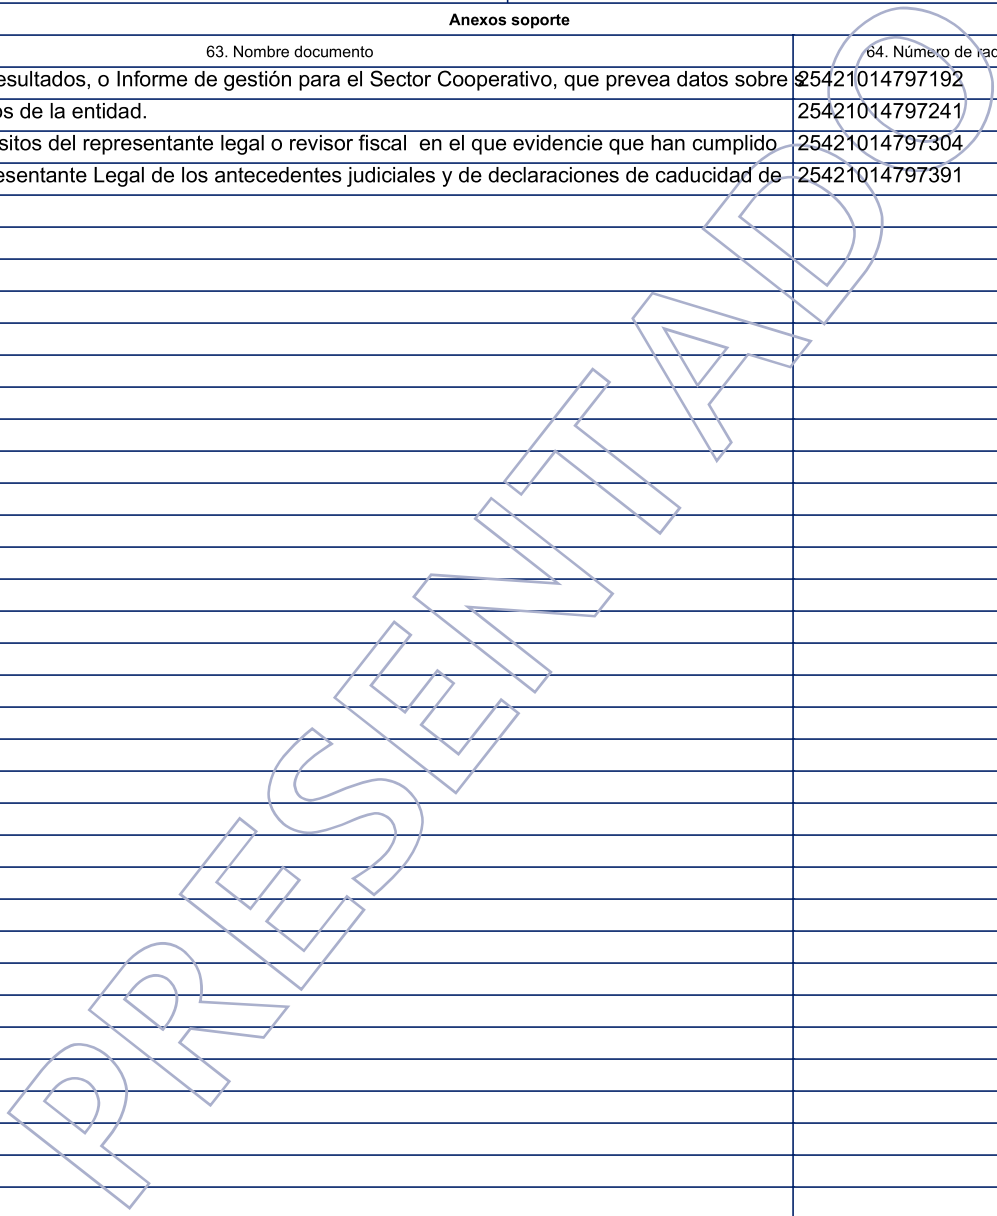 Anexos soporte
63. Nombre documento 64. Número de rad
esultados, o Informe de gestión para el Sector Cooperativo, que prevea datos sobre s 25421014797192
os de la entidad. 25421014797241
sitos del representante legal o revisor fiscal en el que evidencie que han cumplido 25421014797304
esentante Legal de los antecedentes judiciales y de declaraciones de caducidad de 25421014797391
PRESENTADO